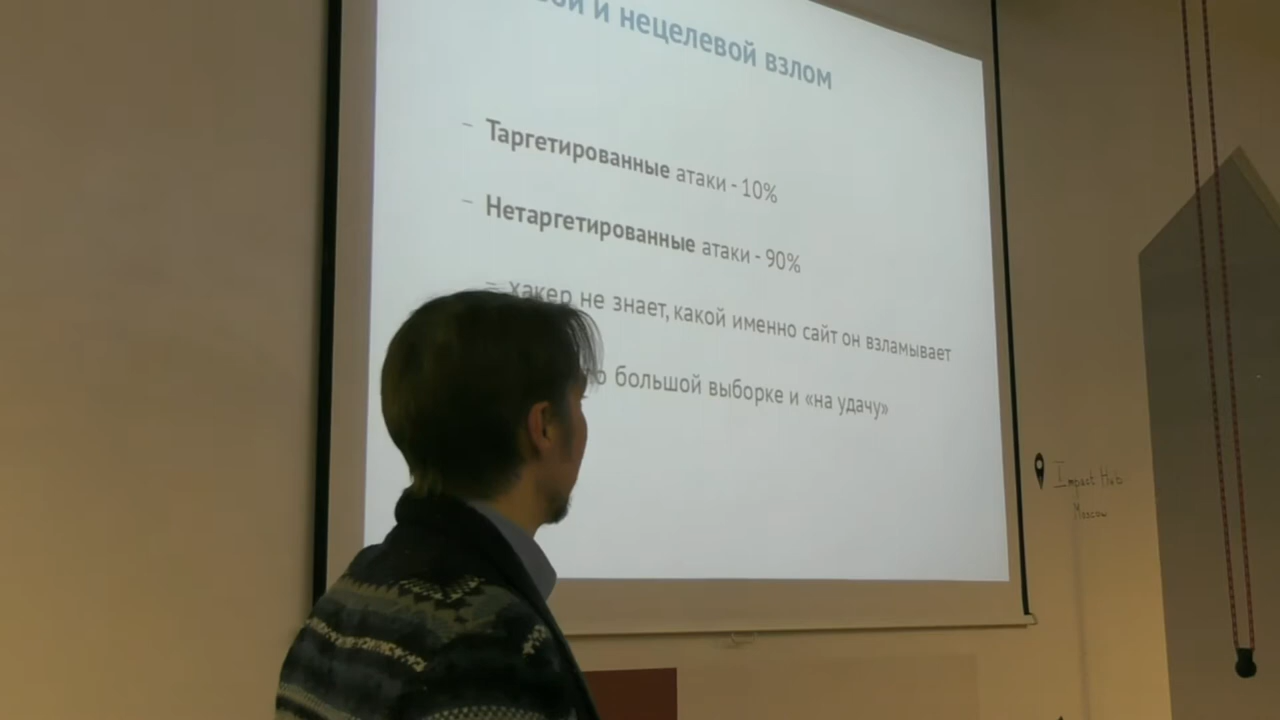 и нецелевой взлом
– Таргетированные атаки - 10%
– Нетаргетированные атаки - 90%
– хакер не знает, какой именно сайт он взламывает
большой выборке и «на удачу»
Impact Hub
Moscow